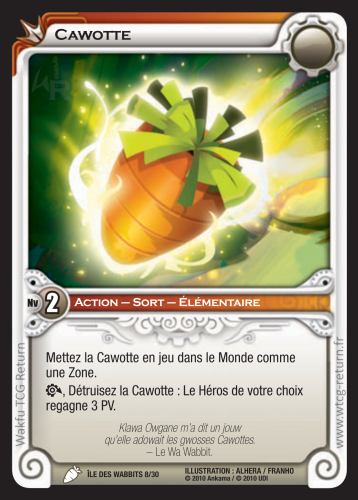 CAWOTTE
Nv 2 ACTION – SORT – ÉLÉMENTAIRE
Mettez la Cawotte en jeu dans le Monde comme
une Zone.
, Détruisez la Cawotte : Le Héros de votre choix
regagne 3 PV.
Klawa Owgane m'a dit un jouw
qu'elle adowait les gwosses Cawottes.
– Le Wa Wabbit.
Wakfu TCG Return
www.wtcg-return.fr
ÎLE DES WABBITS 8/30
ILLUSTRATION : ALHERA / FRANHO
© 2010 Ankama / © 2010 UDI